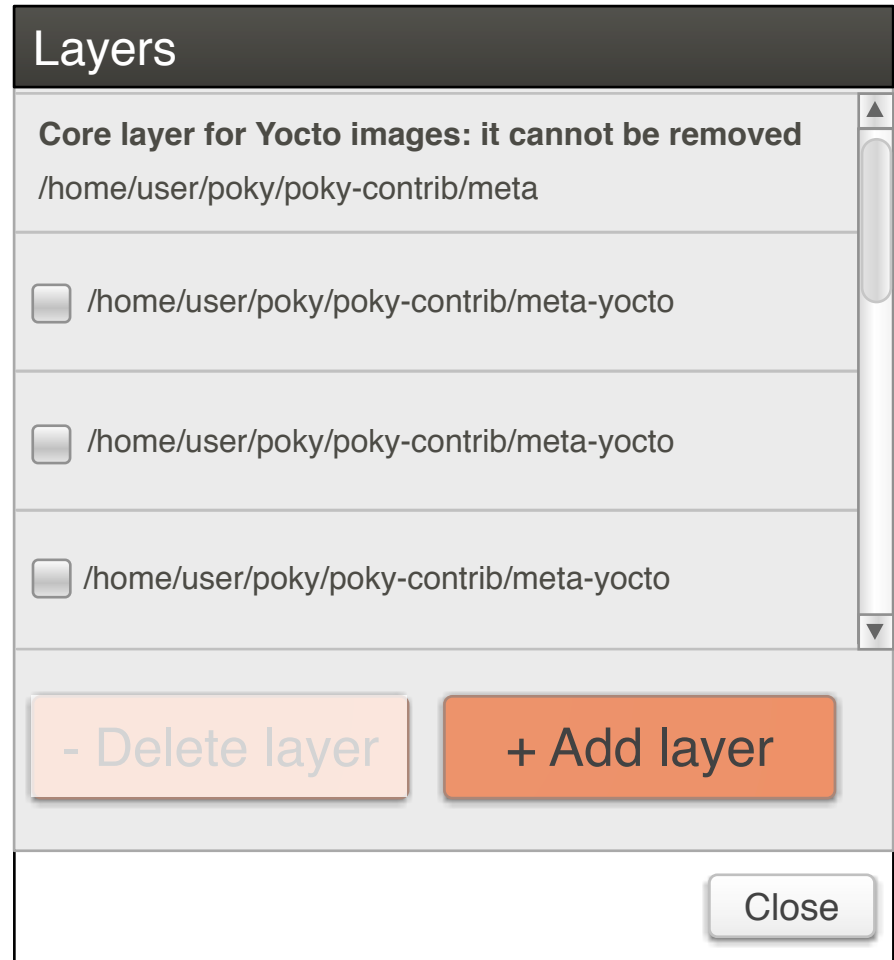 Layers
Core layer for Yocto images: it cannot be removed
/home/user/poky/poky-contrib/meta
/home/user/poky/poky-contrib/meta-yocto
/home/user/poky/poky-contrib/meta-yocto
/home/user/poky/poky-contrib/meta-yocto
- Delete layer
+ Add layer
Close